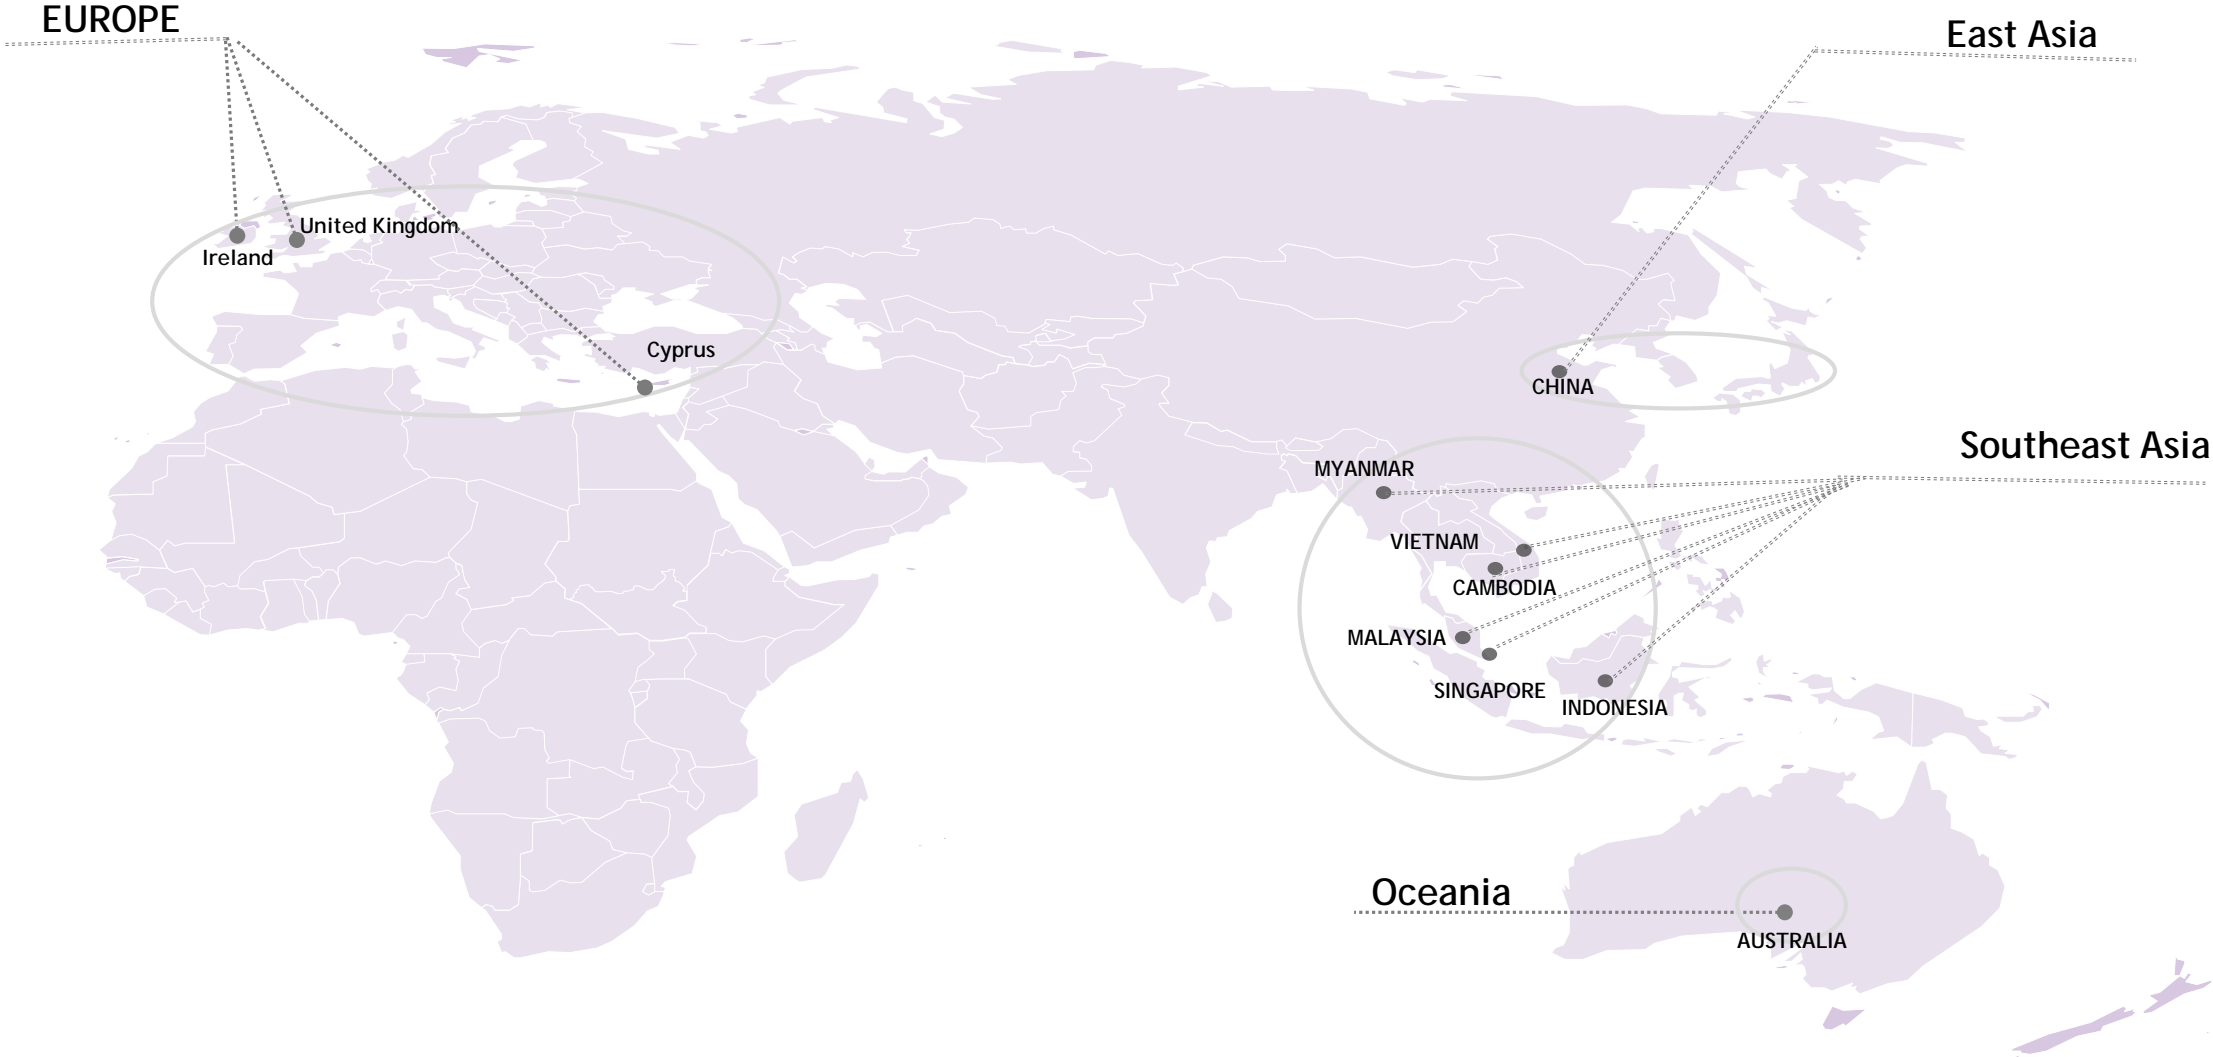 EUROPE
East Asia
United Kingdom
Ireland
Cyprus
CHINA
Southeast Asia
MYANMAR
VIETNAM
CAMBODIA
MALAYSIA
SINGAPORE
INDONESIA
Oceania
AUSTRALIA